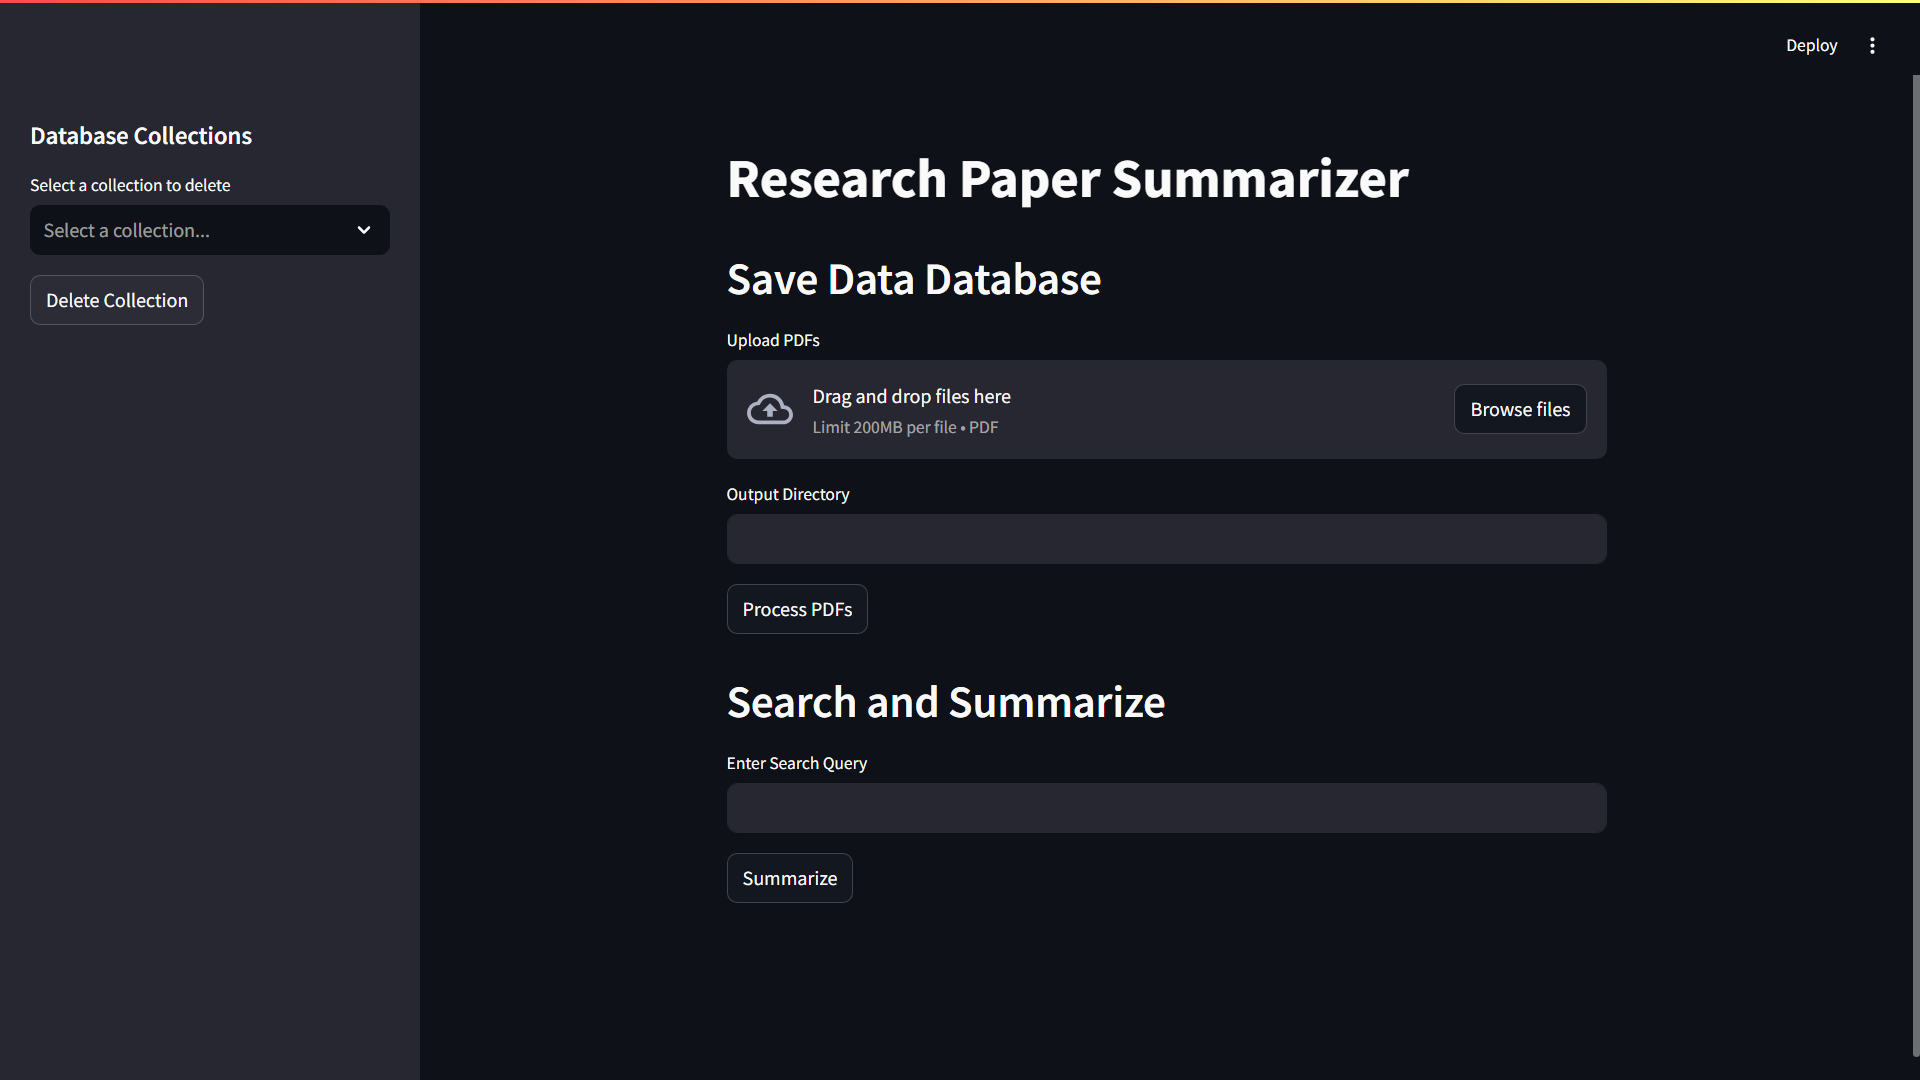 Deploy
Database Collections
Select a collection to delete
Select a collection...
Delete Collection
Research Paper Summarizer
Save Data Database
Upload PDFs
Drag and drop files here
Limit 200MB per file • PDF
Browse files
Output Directory
Process PDFs
Search and Summarize
Enter Search Query
Summarize